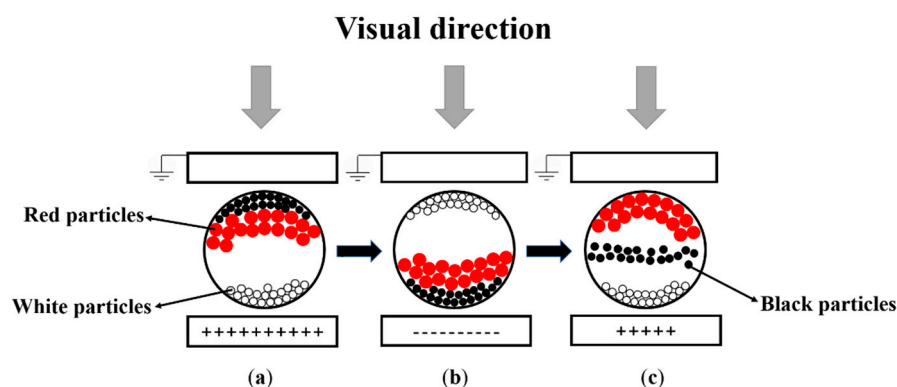 Visual direction
Red particles
White particles
Black particles
++++++++++
----------
+++++
(a)
(b)
(c)